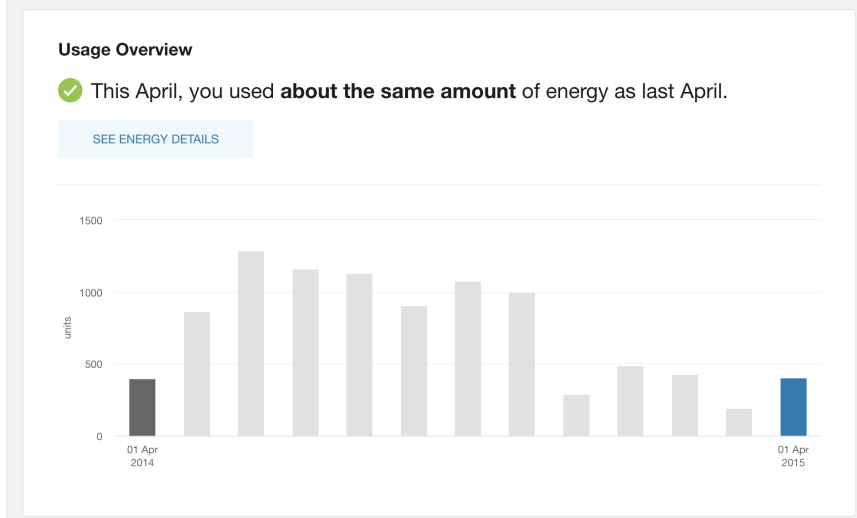 Usage Overview
This April, you used about the same amount of energy as last April.
SEE ENERGY DETAILS
1500
1000
units
500
0
01 Apr
2014
01 Apr
2015